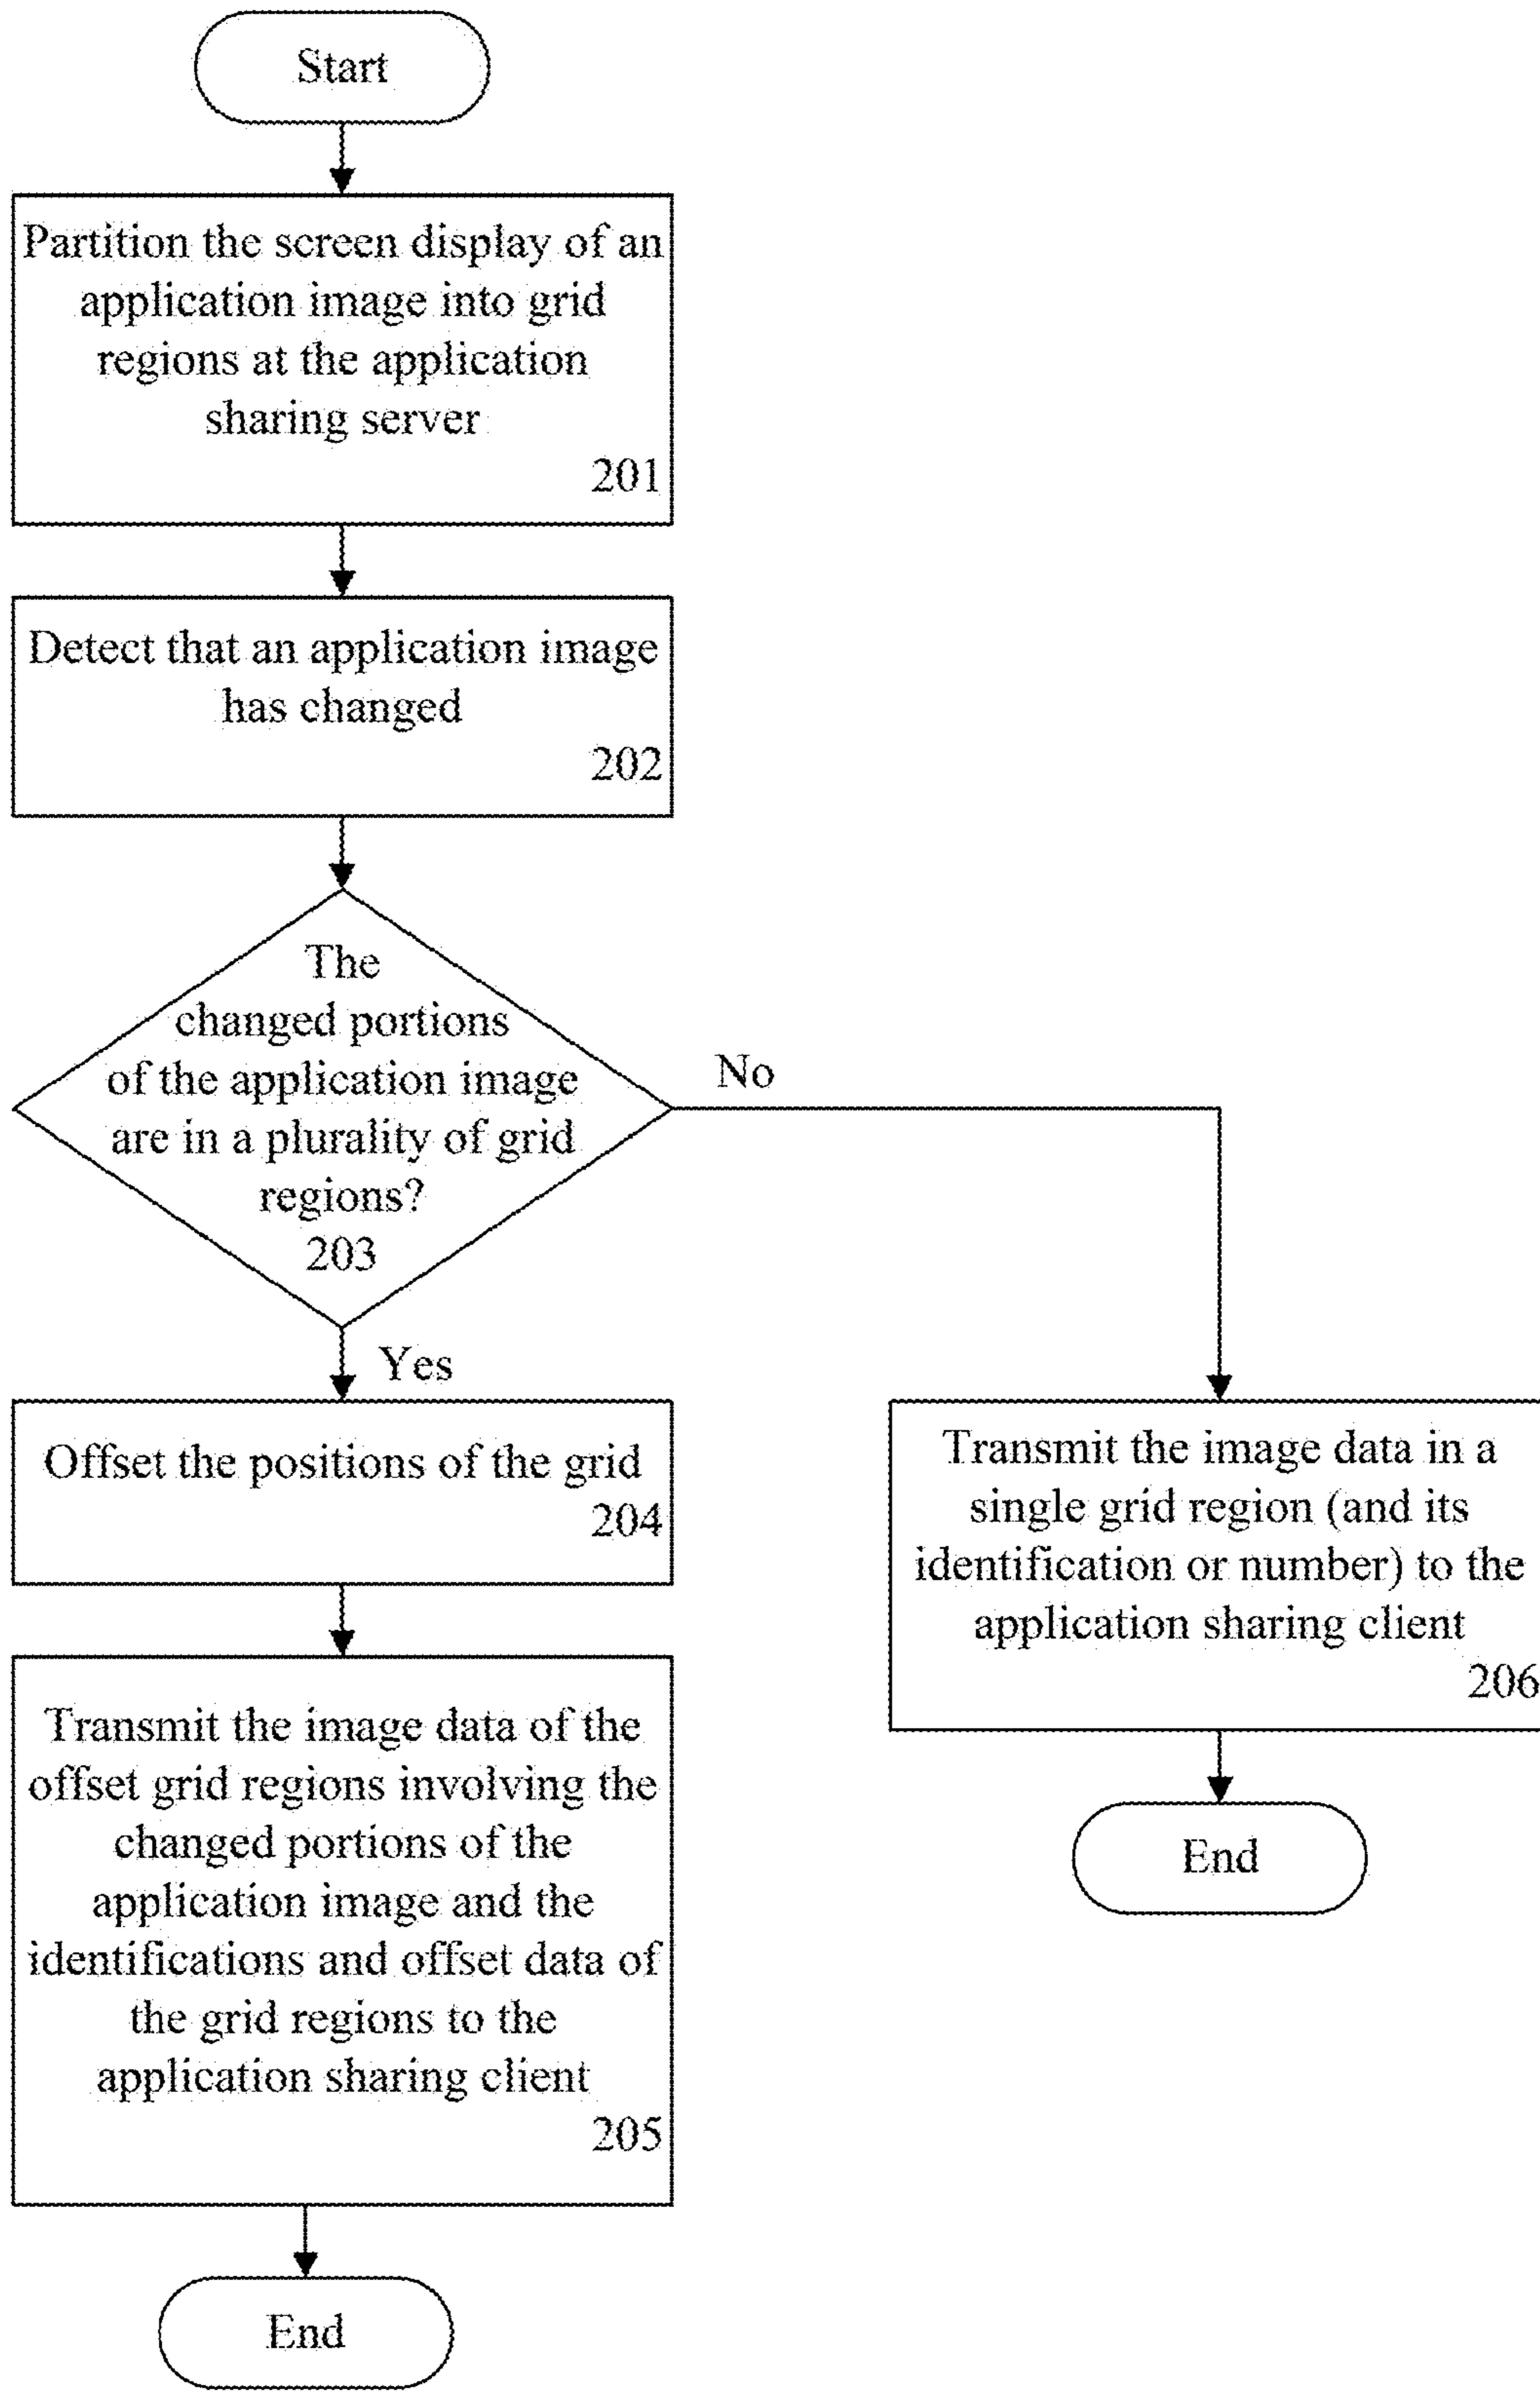 Start
Partition the screen display of an
application image into grid
regions at the application
sharing server
201
Detect that an application image
has changed
202
The
changed portions
of the application image
are in a plurality of grid
regions?
203
No
Yes
Offset the positions of the grid
204
Transmit the image data of the
offset grid regions involving the
changed portions of the
application image and the
identifications and offset data of
the grid regions to the
application sharing client
205
End
Transmit the image data in a
single grid region (and its
identification or number) to the
application sharing client
206
End